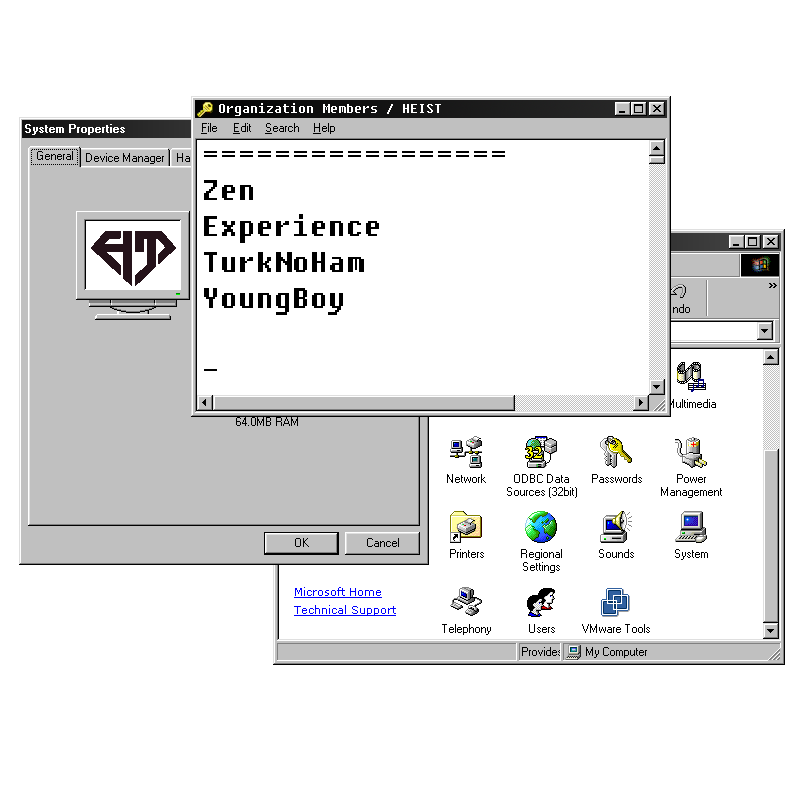 Organization Members / HEIST
File Edit Search Help
=================
Zen
Experience
TurkNoHam
YoungBoy
_
System Properties
General Device Manager Ha
64.0MB RAM
OK Cancel
ndo
»
Multimedia
Network ODBC Data Sources (32bit) Passwords Power Management
Printers Regional Settings Sounds System
Telephony Users VMware Tools
Microsoft Home
Technical Support
Provides My Computer